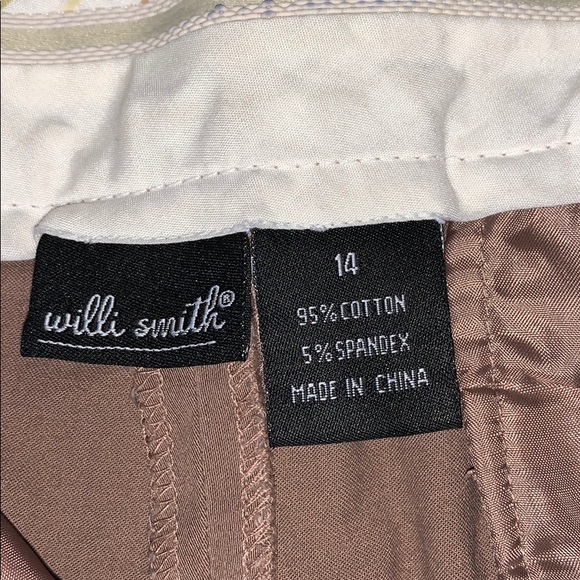 willi smith®
14
95% COTTON
5% SPANDEX
MADE IN CHINA